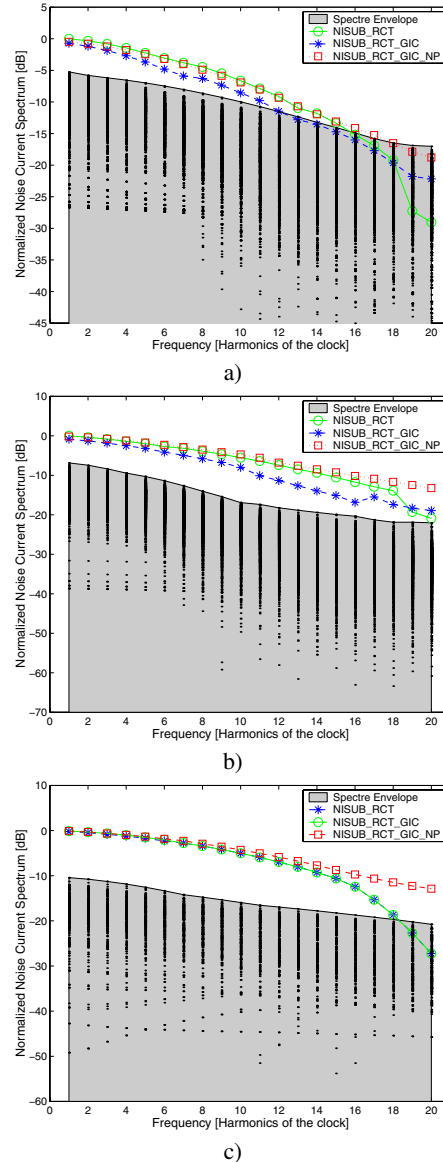 5
0
−5
−10
−15
−20
−25
−30
−35
−40
−45
Normalized Noise Current Spectrum [dB]
Spectre Envelope
NISUB_RCT
NISUB_RCT_GIC
NISUB_RCT_GIC_NP
0 2 4 6 8 10 12 14 16 18 20
Frequency [Harmonics of the clock]
a)
10
0
−10
−20
−30
−40
−50
−60
−70
Normalized Noise Current Spectrum [dB]
Spectre Envelope
NISUB_RCT
NISUB_RCT_GIC
NISUB_RCT_GIC_NP
0 2 4 6 8 10 12 14 16 18 20
Frequency [Harmonics of the clock]
b)
10
0
−10
−20
−30
−40
−50
−60
Normalized Noise Current Spectrum [dB]
Spectre Envelope
NISUB_RCT
NISUB_RCT_GIC
NISUB_RCT_GIC_NP
0 2 4 6 8 10 12 14 16 18 20
Frequency [Harmonics of the clock]
c)